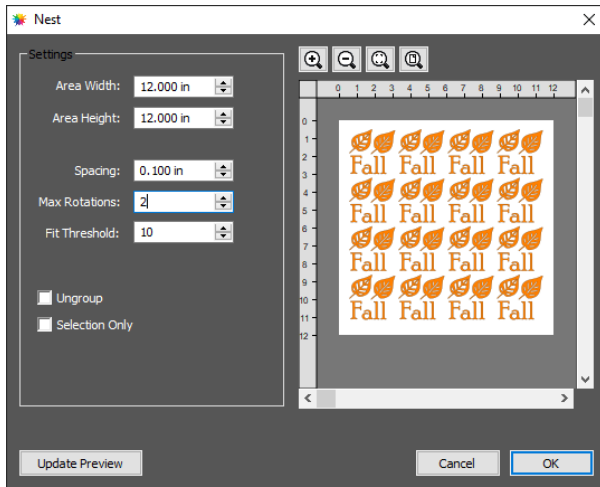 Nest
Settings
Area Width: 12.000 in
Area Height: 12.000 in
Spacing: 0.100 in
Max Rotations: 2
Fit Threshold: 10
Ungroup
Selection Only
0 1 2 3 4 5 6 7 8 9 10 11 12
0
1
2
3
4
5
6
7
8
9
10
11
12
Fall Fall Fall Fall
Fall Fall Fall Fall
Fall Fall Fall Fall
Fall Fall Fall Fall
Update Preview Cancel OK